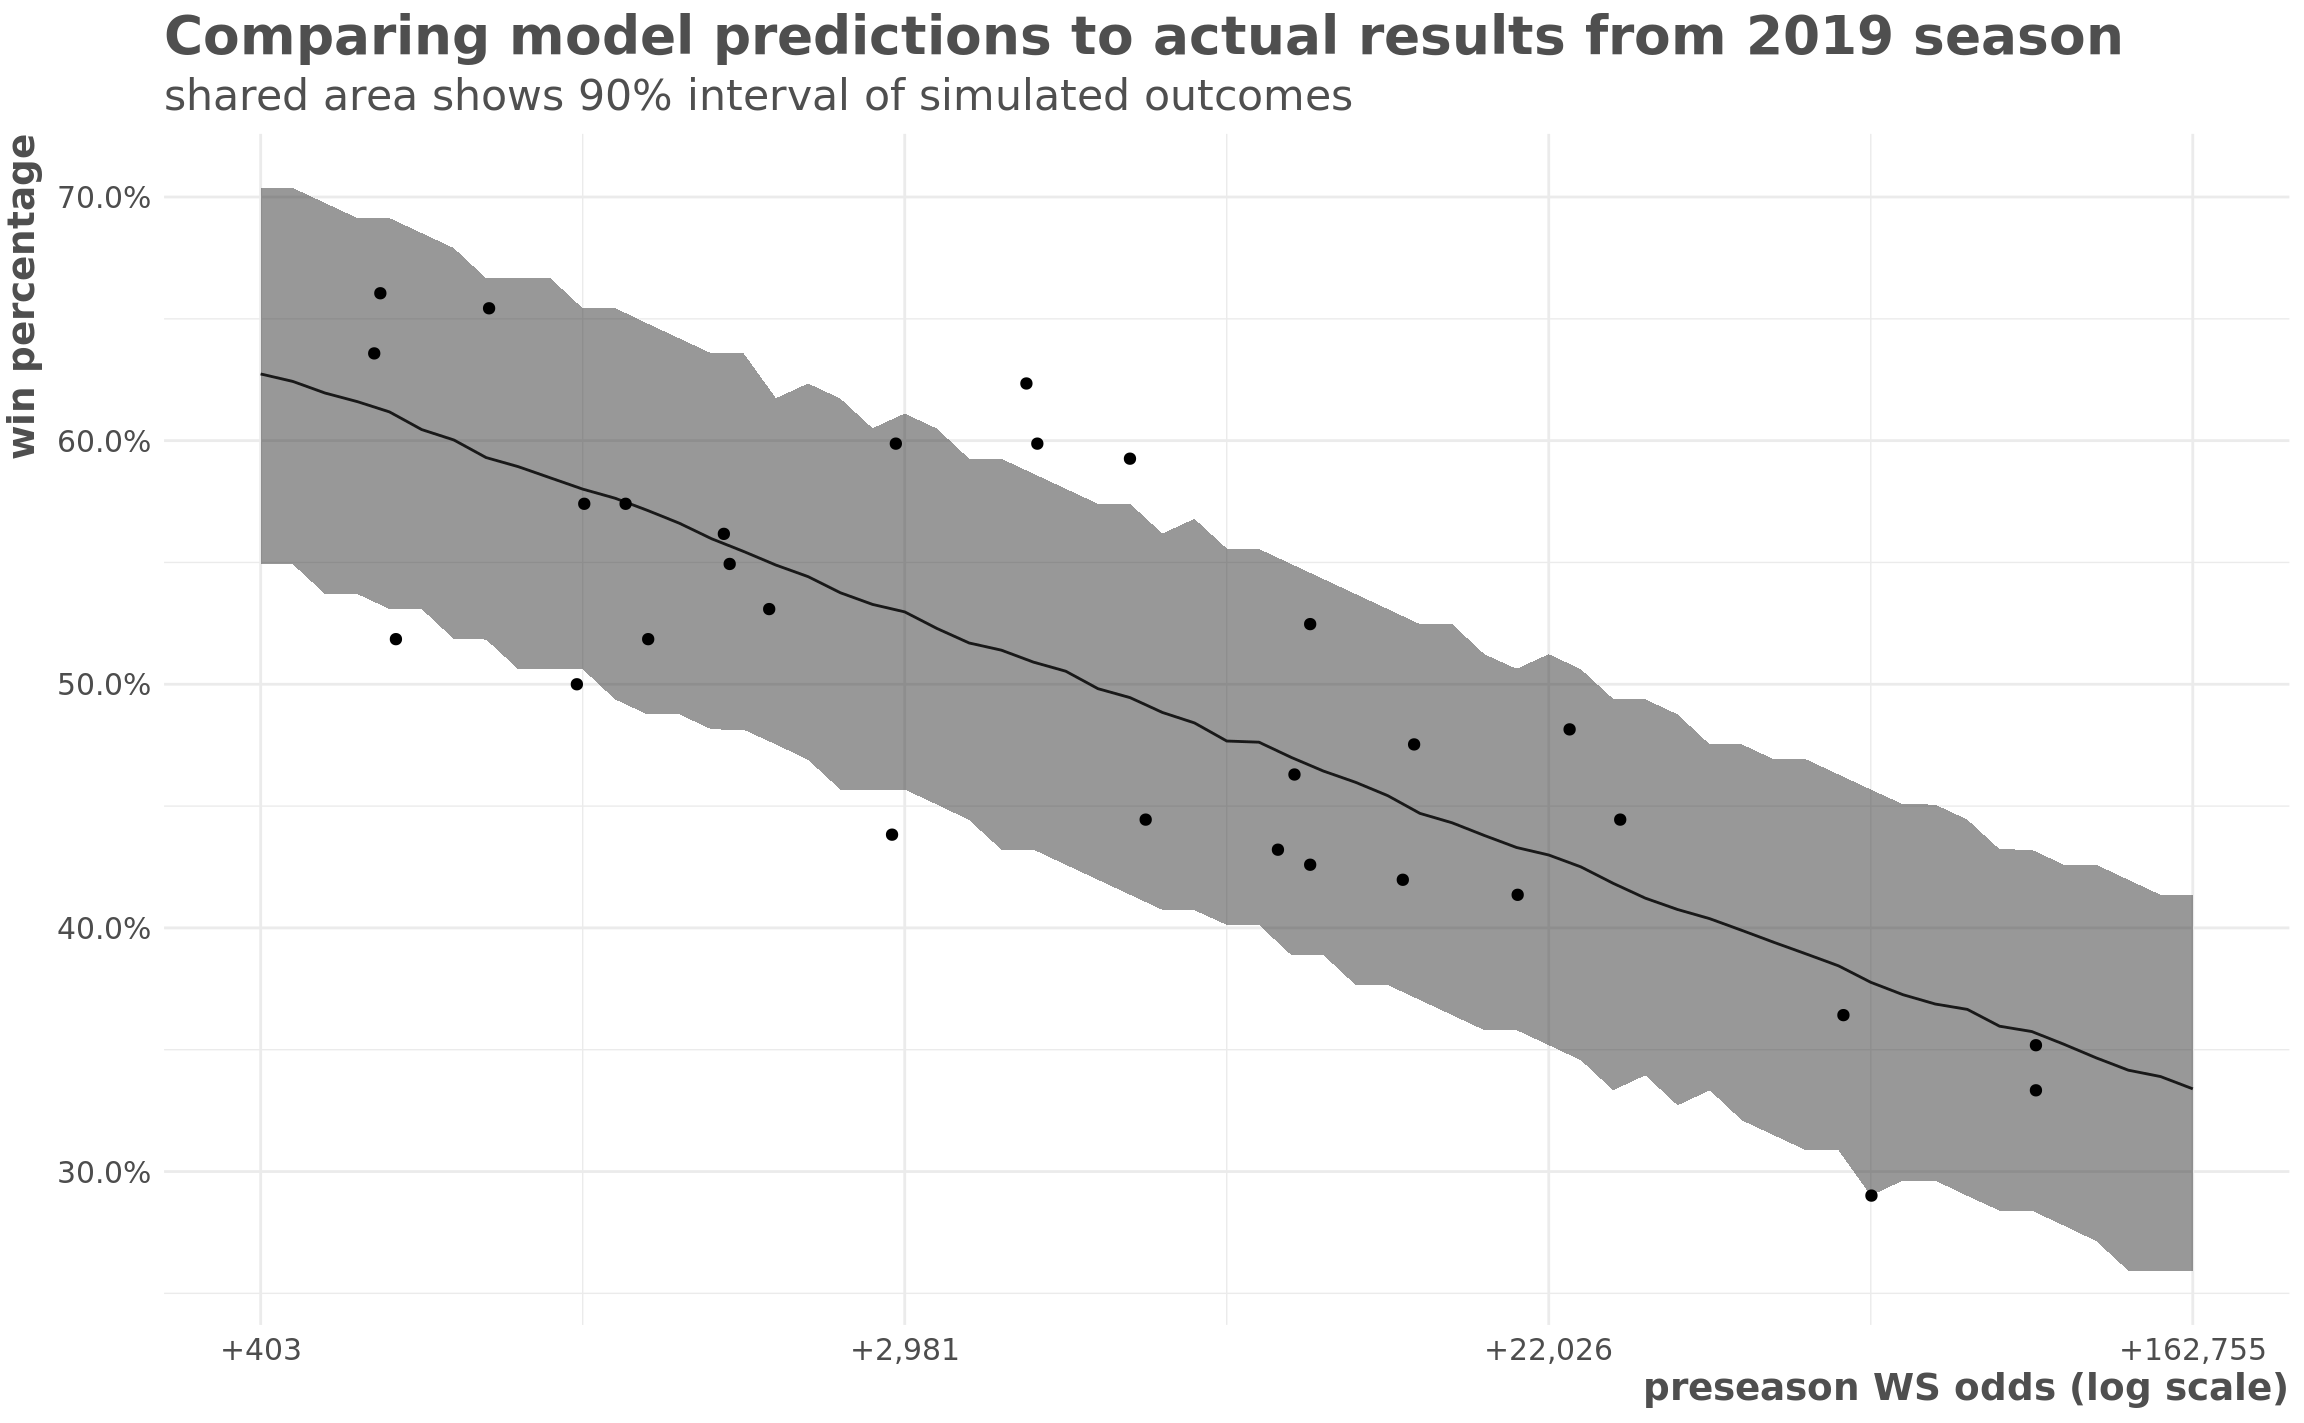 Comparing model predictions to actual results from 2019 season
shared area shows 90% interval of simulated outcomes
win percentage
70.0%
60.0%
50.0%
40.0%
30.0%
+403
+2,981
+22,026
+162,755
preseason WS odds (log scale)